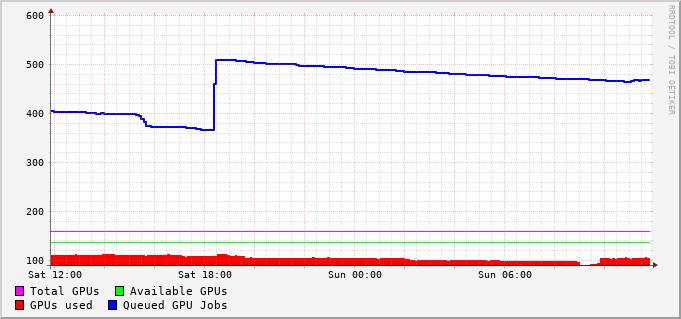 600
500
400
300
200
100
Sat 12:00 Sat 18:00 Sun 00:00 Sun 06:00
Total GPUs Available GPUs
GPUs used Queued GPU Jobs
RRDTOOL / TOBI OETIKER